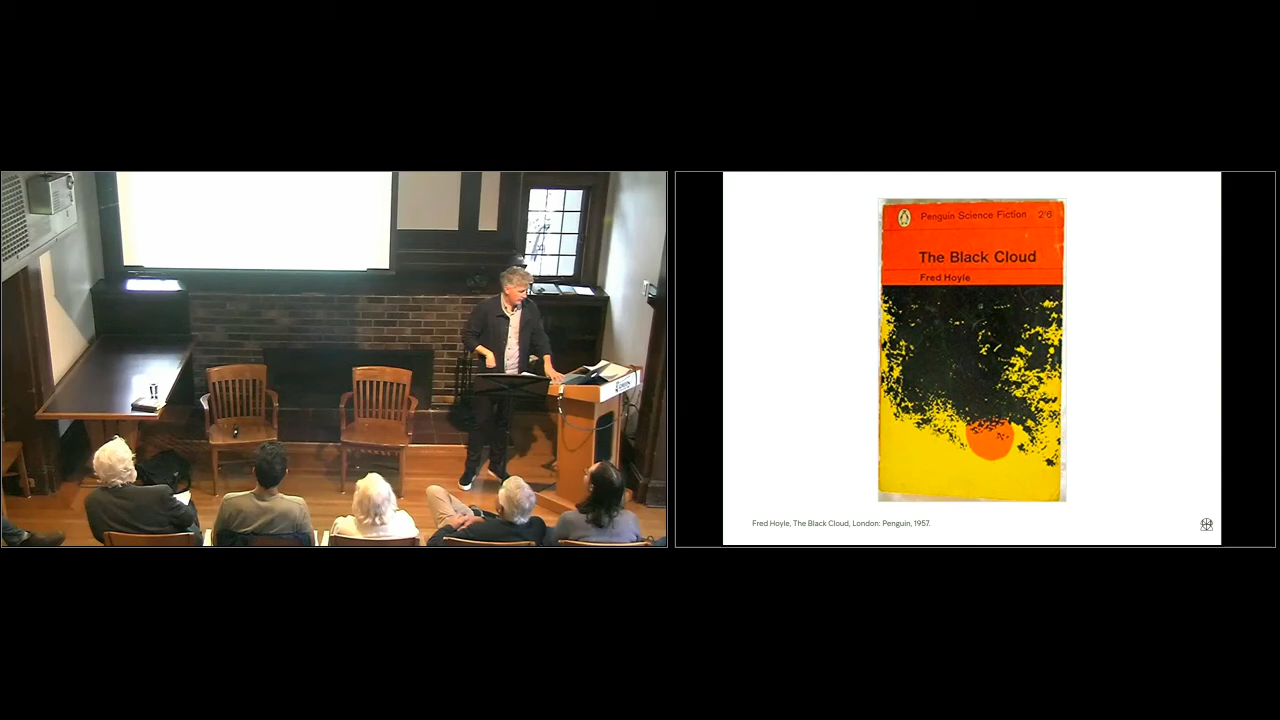 Penguin Science Fiction 2'6
The Black Cloud
Fred Hoyle
Fred Hoyle, The Black Cloud, London: Penguin, 1957.